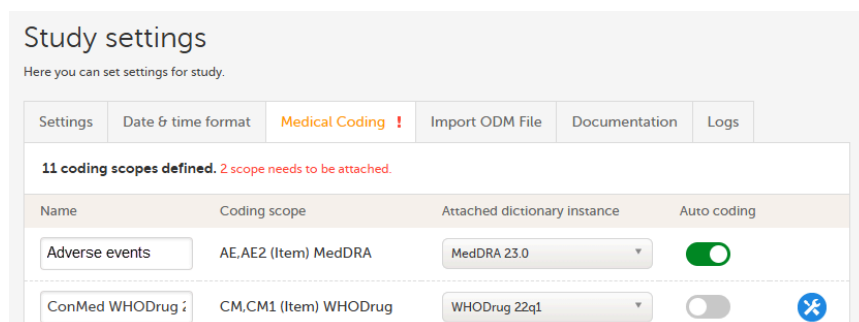 Study settings
Here you can set settings for study.
Settings Date & time format Medical Coding ! Import ODM File Documentation Logs
11 coding scopes defined. 2 scope needs to be attached.
Name Coding scope Attached dictionary instance Auto coding
Adverse events AE,AE2 (Item) MedDRA MedDRA 23.0
ConMed WHODrug 2 CM,CM1 (Item) WHODrug WHODrug 22q1